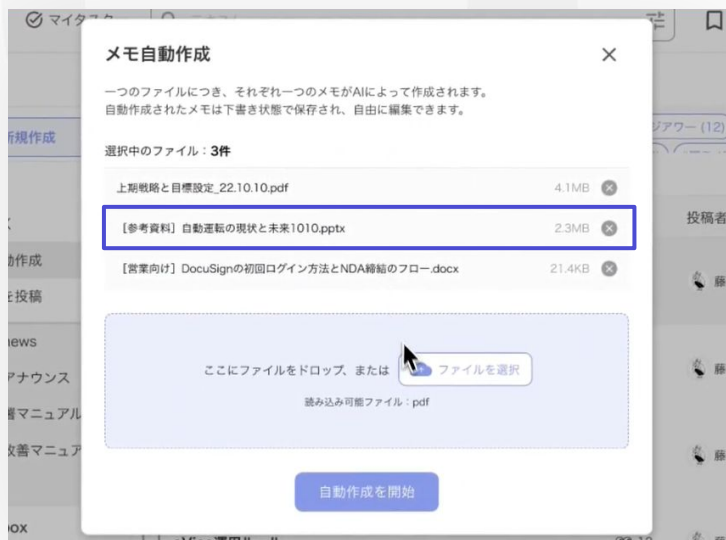 マイタスク
メモ自動作成
一つのファイルにつき、それぞれ一つのメモがAIによって作成されます。
自動作成されたメモは下書き状態で保存され、自由に編集できます。
新規作成
ジアワー (12)
選択中のファイル：3件
上期戦略と目標設定_22.10.10.pdf 4.1MB
[参考資料] 自動運転の現状と未来1010.pptx 2.3MB
投稿者
[営業向け] DocuSignの初回ログイン方法とNDA締結のフロー.docx 21.4KB
動作成
を投稿
藤
news
ここにファイルをドロップ、または ファイルを選択
アナウンス
藤
読み込み可能ファイル：pdf
署マニュアル
改善マニュア
藤
自動作成を開始
box